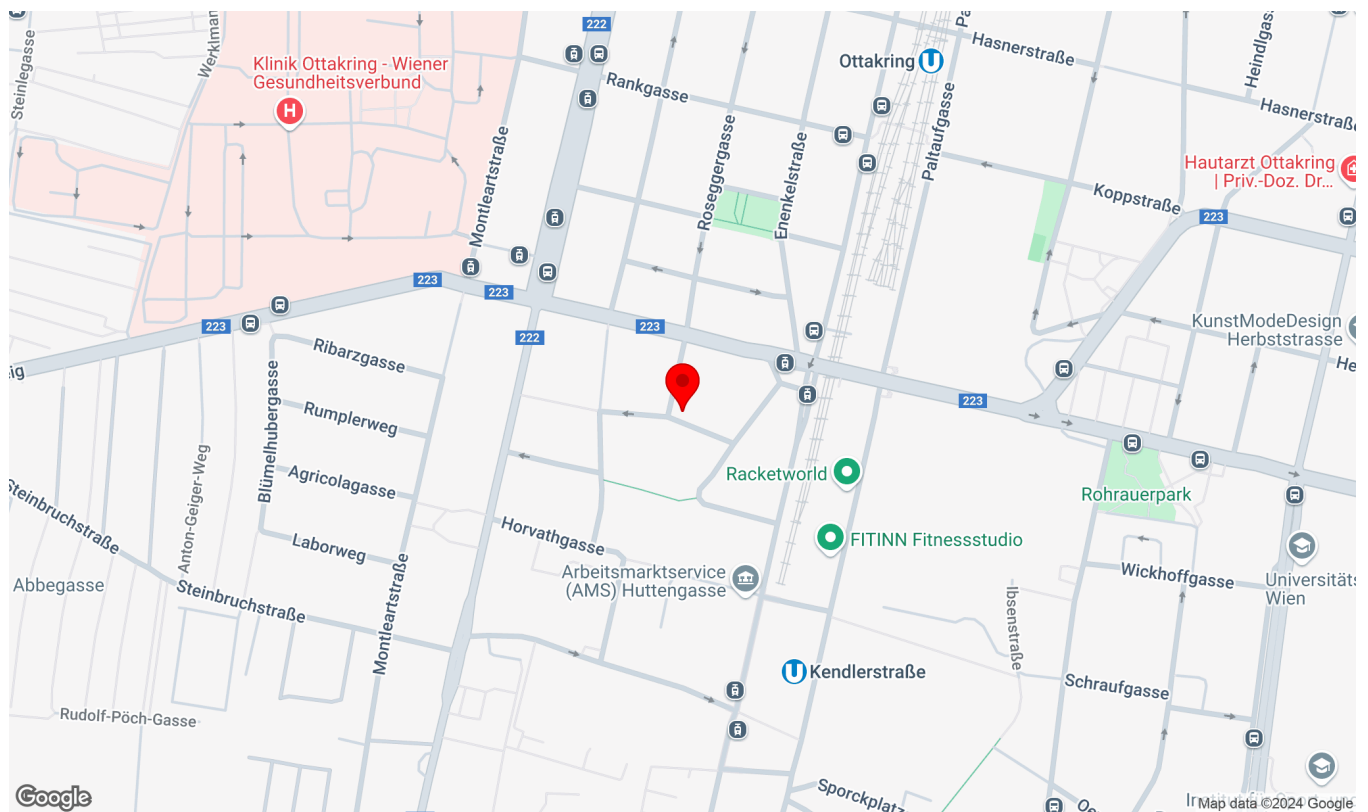 222
Steinlegasse
Hasnerstraße
Heindlgasse
Klinik Ottakring - Wiener
Gesundheitsverbund
H
Ottakring
U
Rankgasse
Hasnerstraße
Paltaufgasse
Montleartstraße
Roseggergasse
Enenkelstraße
Hautarzt Ottakring
| Priv.-Doz. Dr...
Koppstraße
223
223
223
223
223
222
KunstModeDesign
Herbststrasse
Ribarzgasse
Blümelhubergasse
Rumplerweg
223
Racketworld
Rohrauerpark
Agricolagasse
Anton-Geiger-Weg
Steinbruchstraße
Horvathgasse
FITINN Fitnessstudio
Laborweg
Arbeitsmarktservice
(AMS) Huttengasse
Wickhoffgasse
Universitäts
Wien
Abbegasse
Steinbruchstraße
Montleartstraße
Ibsenstraße
U
Kendlerstraße
Schraufgasse
Rudolf-Pöch-Gasse
Sporckplatz
Google
Map data ©2024 Google